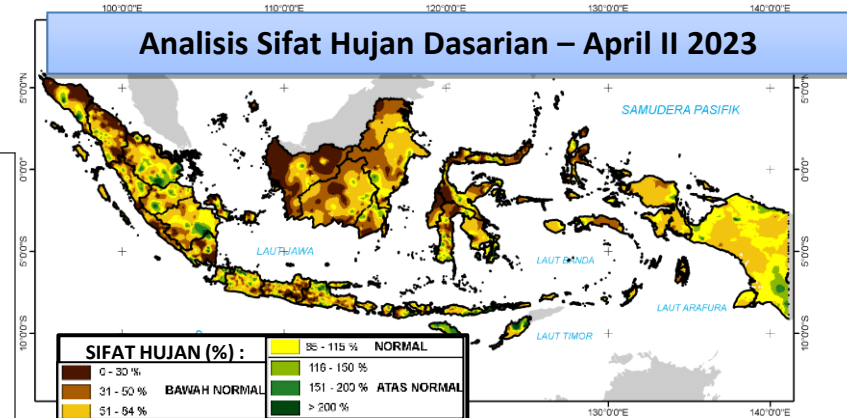 100°0'0"E 110°0'0"E 120°0'0"E 130°0'0"E 140°0'0"E
Analisis Sifat Hujan Dasarian – April II 2023
5°0'0"N 5°0'0"N
SAMUDERA PASIFIK
0°0'0" 0°0'0"
LAUT JAWA
LAUT BANDA
5°0'0"S 5°0'0"S
LAUT ARAFURA
LAUT TIMOR
10°0'0"S 10°0'0"S
SIFAT HUJAN (%) :
0 - 30 %
31 - 50 % BAWAH NORMAL
51 - 84 %
85 - 115 % NORMAL
116 - 150 %
151 - 200 % ATAS NORMAL
> 200 %
130°0'0"E 140°0'0"E